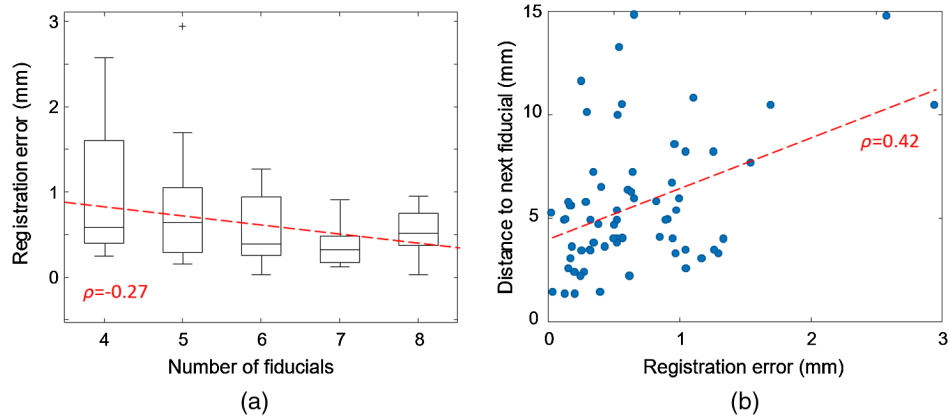 3
2
1
0
Registration error (mm)
ρ=-0.27
4 5 6 7 8
Number of fiducials
(a)
15
10
5
0
Distance to next fiducial (mm)
ρ=0.42
0 1 2 3
Registration error (mm)
(b)